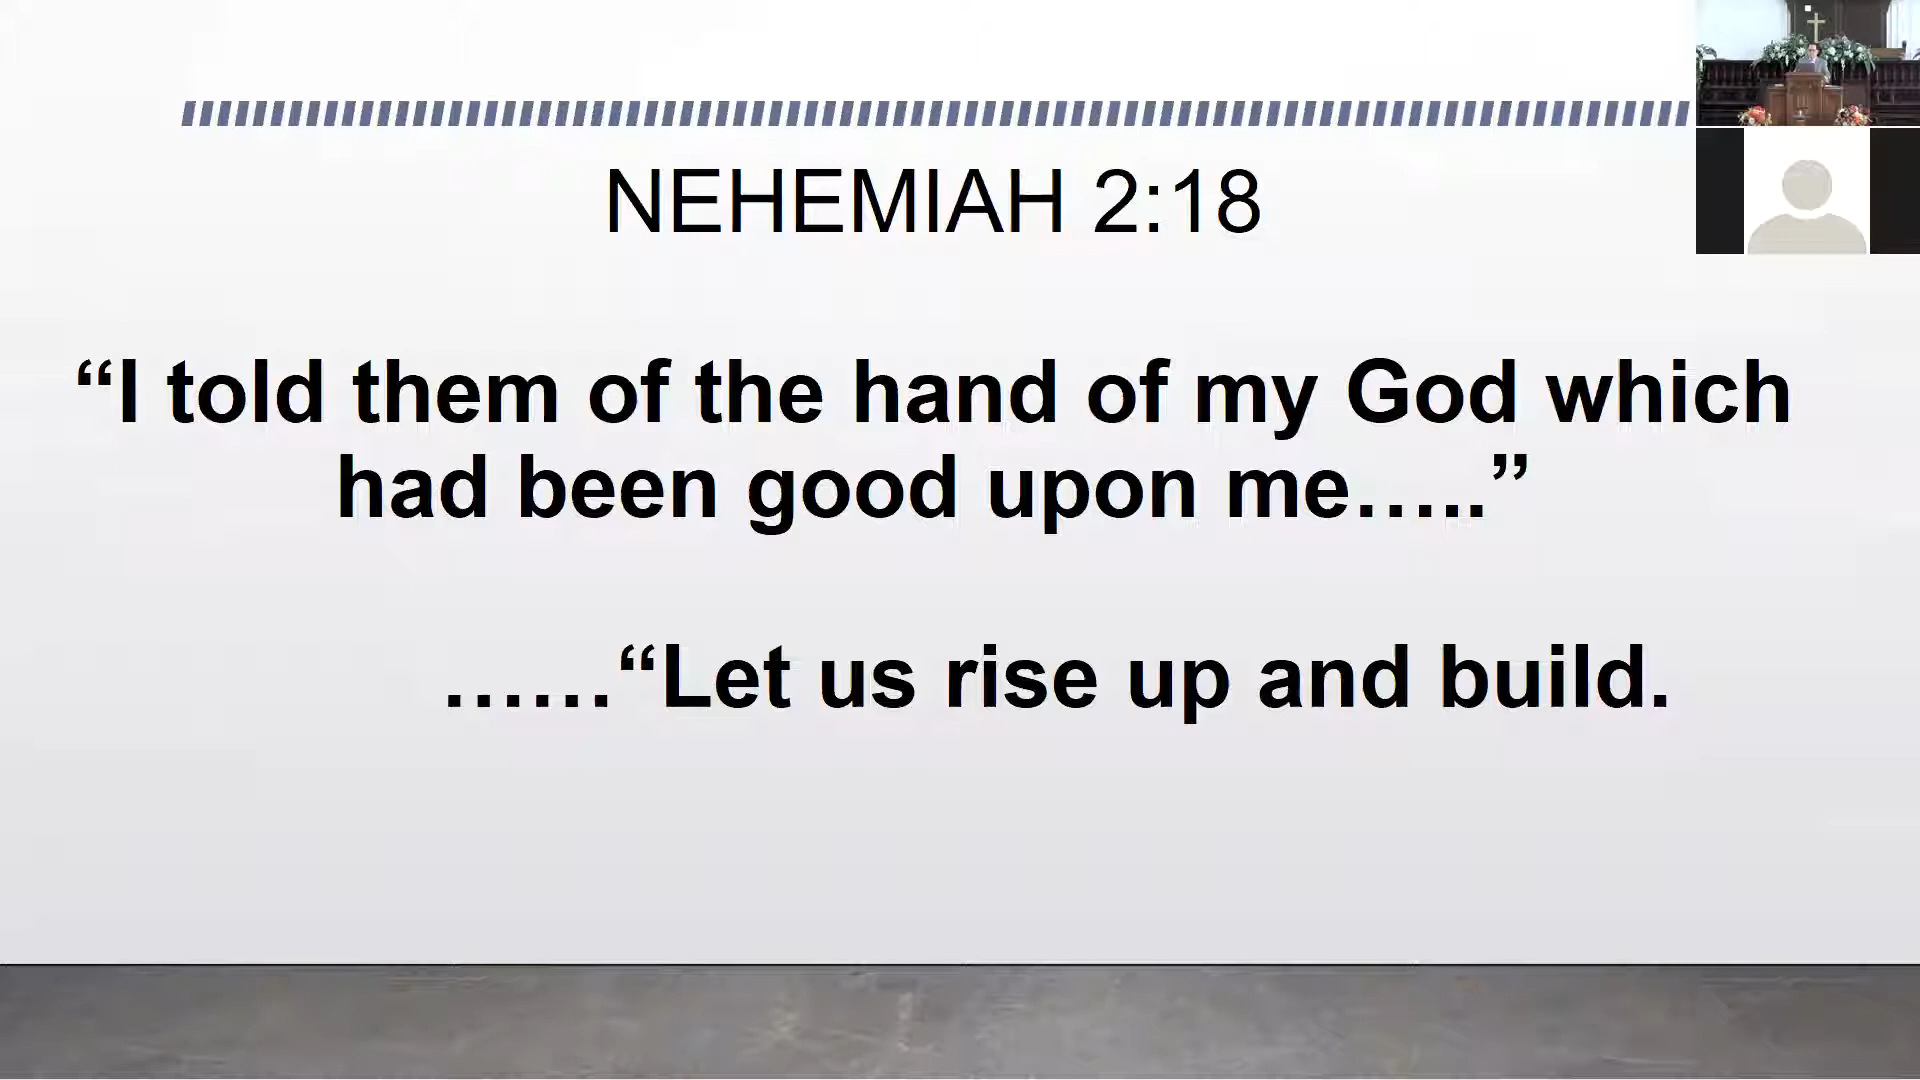 NEHEMIAH 2:18
“I told them of the hand of my God which
had been good upon me…..”
……“Let us rise up and build.